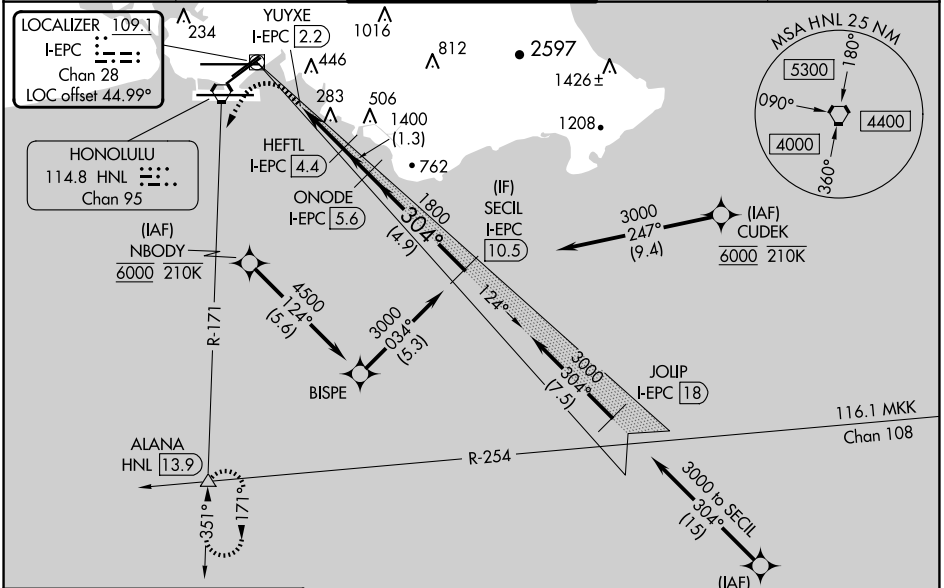 LOCALIZER 109.1
I-EPC
Chan 28
LOC offset 44.99°
HONOLULU
114.8 HNL
Chan 95
234
YUYXE
I-EPC 2.2
1016
446
812
2597
1426±
283
506
1208
1400
(1.3)
762
HEFTL
I-EPC 4.4
ONODE
I-EPC 5.6
MSA HNL 25 NM
5300
180°
090°
4400
4000
360°
(IAF)
NBODY
6000 210K
4500
124°
(5.6)
BISPE
3000
034°
(5.3)
1800
304°
(4.9)
(IF)
SECIL
I-EPC
10.5
3000
247°
(9.4)
(IAF)
CUDEK
6000 210K
124°
3000
304°
(7.5)
JOLIP
I-EPC 18
116.1 MKK
Chan 108
R-171
R-254
ALANA
HNL 13.9
351°
171°
3000 to SECIL
304°
(15)
(IAF)